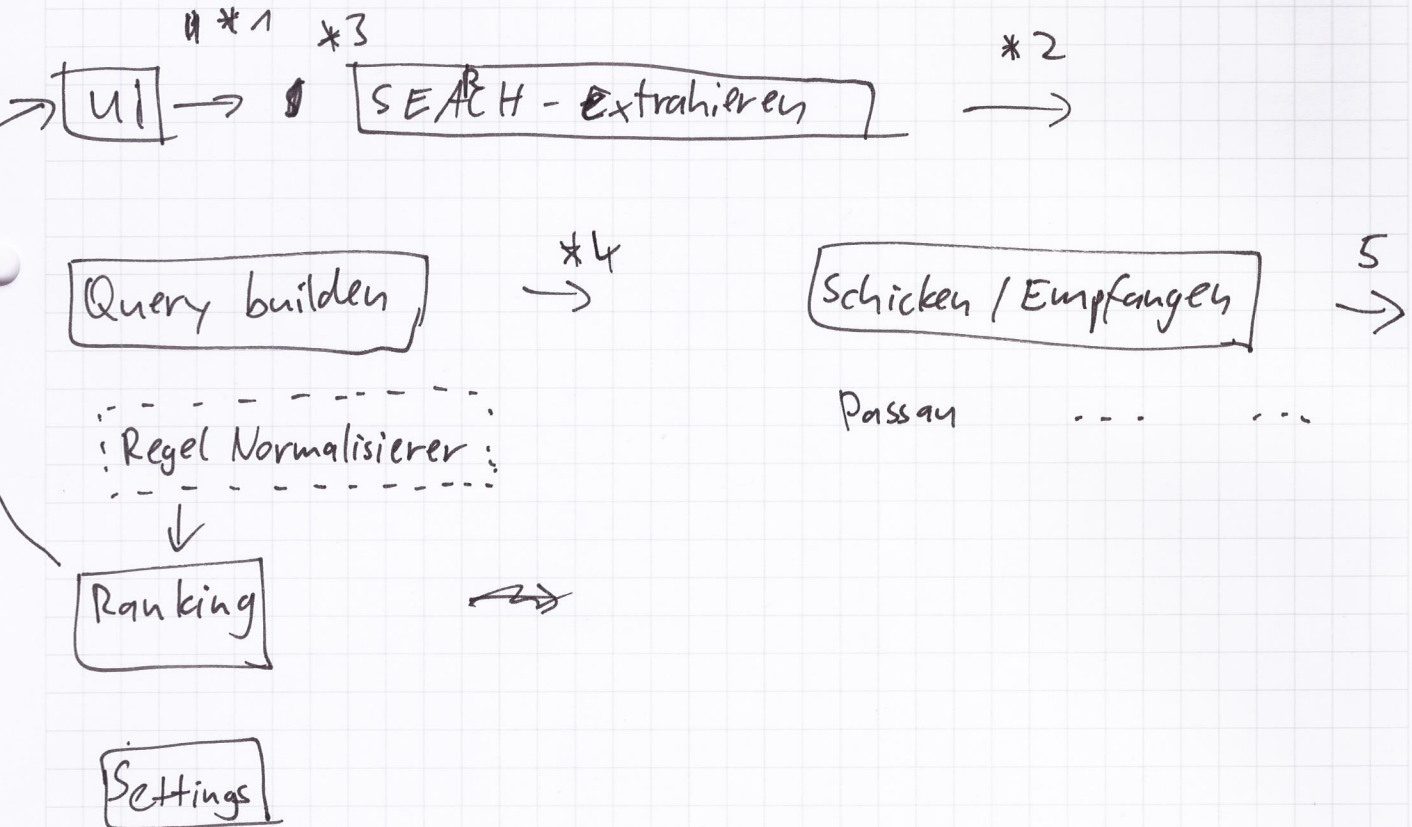 *1 *3 *2
UI → SEARCH - Extrahieren →
*4 5
Query builden → Schicken / Empfangen →
Passau ... ...
Regel Normalisierer
Ranking
Settings